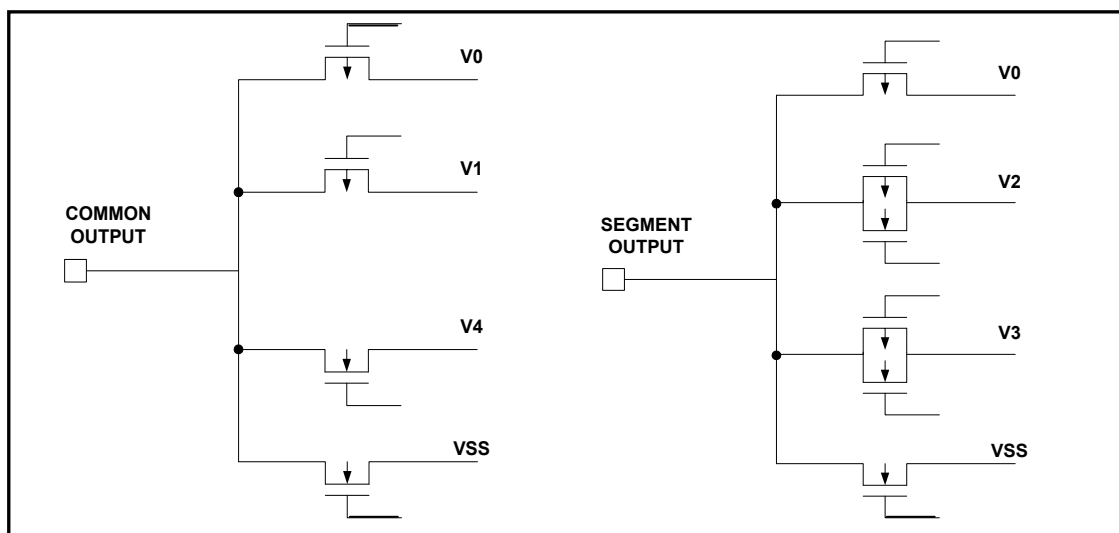 V0
V1
COMMON
OUTPUT
V4
VSS
V0
V2
SEGMENT
OUTPUT
V3
VSS